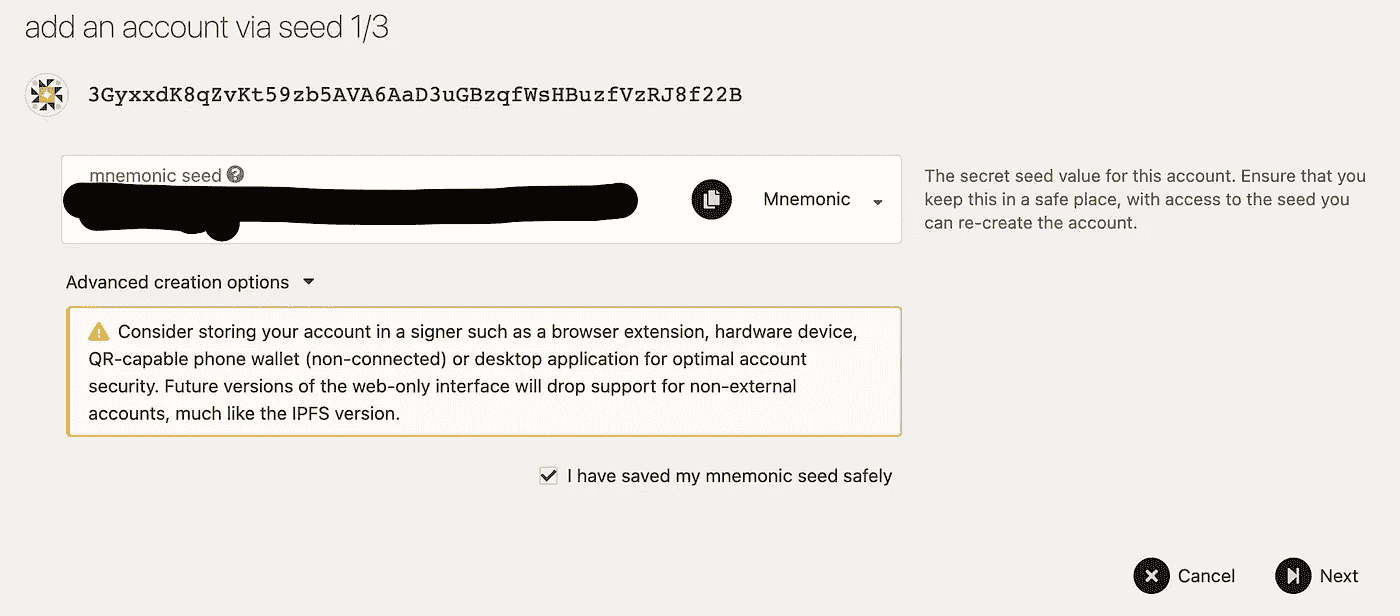 add an account via seed 1/3
3GyxxdK8qZvKt59zb5AVA6AaD3uGBzqfWsHBuzfVzRJ8f22B
mnemonic seed ?
Mnemonic
The secret seed value for this account. Ensure that you
keep this in a safe place, with access to the seed you
can re-create the account.
Advanced creation options
Consider storing your account in a signer such as a browser extension, hardware device,
QR-capable phone wallet (non-connected) or desktop application for optimal account
security. Future versions of the web-only interface will drop support for non-external
accounts, much like the IPFS version.
I have saved my mnemonic seed safely
Cancel
Next